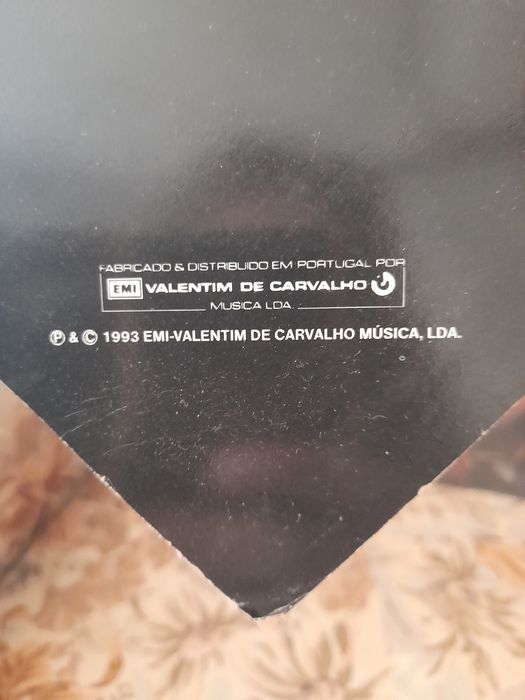 FABRICADO & DISTRIBUIDO EM PORTUGAL POR
EMI VALENTIM DE CARVALHO
MUSICA LDA.
℗ & © 1993 EMI-VALENTIM DE CARVALHO MÚSICA, LDA.